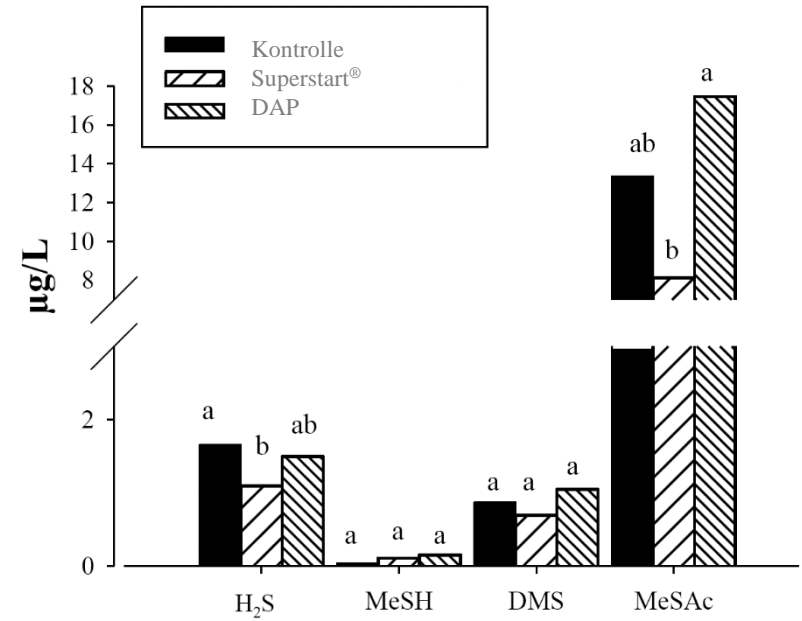 Kontrolle
Superstart®
DAP
µg/L
18
16
14
12
10
8
2
0
a b ab
a a a
a a a
ab b a
H₂S MeSH DMS MeSAc